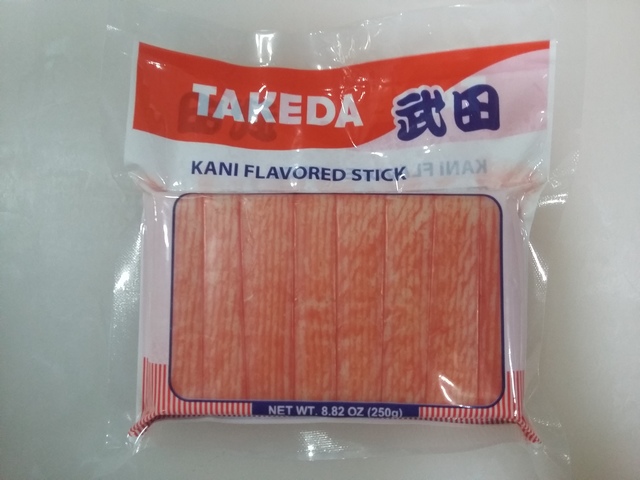 TAKEDA 武田
KANI FLAVORED STICK
NET WT. 8.82 OZ (250g)